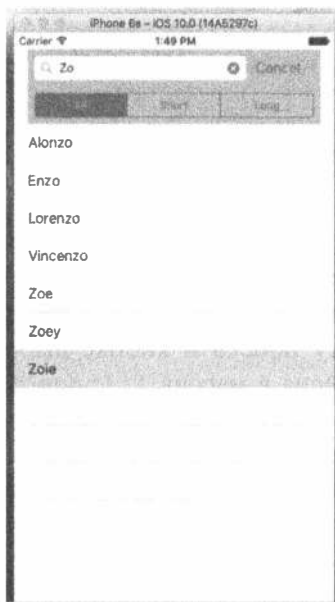 iPhone 6s – iOS 10.0 (14A5297c)
Carrier 1:49 PM
Zo Cancel
All Short Long
Alonzo
Enzo
Lorenzo
Vincenzo
Zoe
Zoey
Zoie